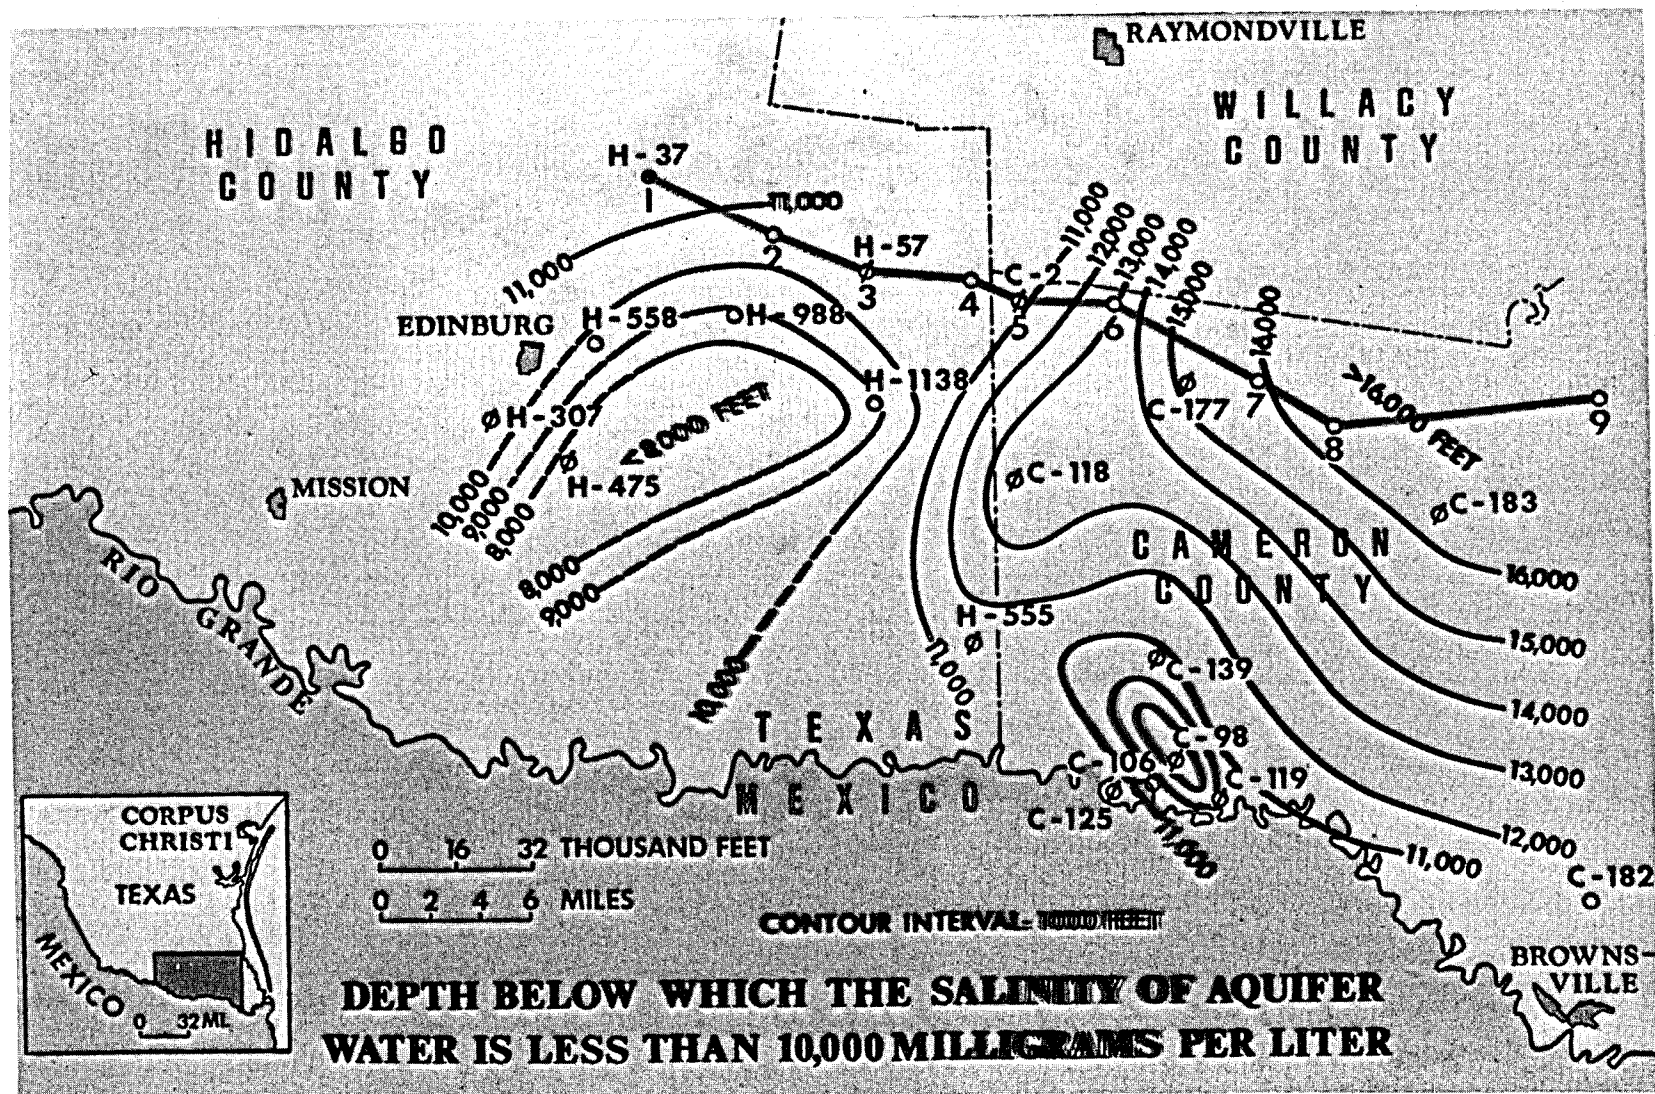 RAYMONDVILLE
WILLACY
COUNTY
HIDALGO
COUNTY
H-37
1
11,000
2
H-57
3
4
C-2
5
6
11,000
12,000
13,000
14,000
15,000
16,000
11,000
EDINBURG
H-558
H-988
H-1138
C-177
7
8
9
>16,000 FEET
H-307
<8,000 FEET
H-475
MISSION
10,000
9,000
8,000
C-118
C-183
CAMERON
COUNTY
8,000
9,000
16,000
H-555
15,000
RIO GRANDE
11,000
10,000
C-139
14,000
TEXAS
MEXICO
C-98
C-106
C-119
C-125
13,000
11,000
12,000
11,000
C-182
BROWNS-
VILLE
CORPUS
CHRISTI
TEXAS
MEXICO
0 32 MI.
0 16 32 THOUSAND FEET
0 2 4 6 MILES
CONTOUR INTERVAL- 1000 FEET
DEPTH BELOW WHICH THE SALINITY OF AQUIFER
WATER IS LESS THAN 10,000 MILLIGRAMS PER LITER